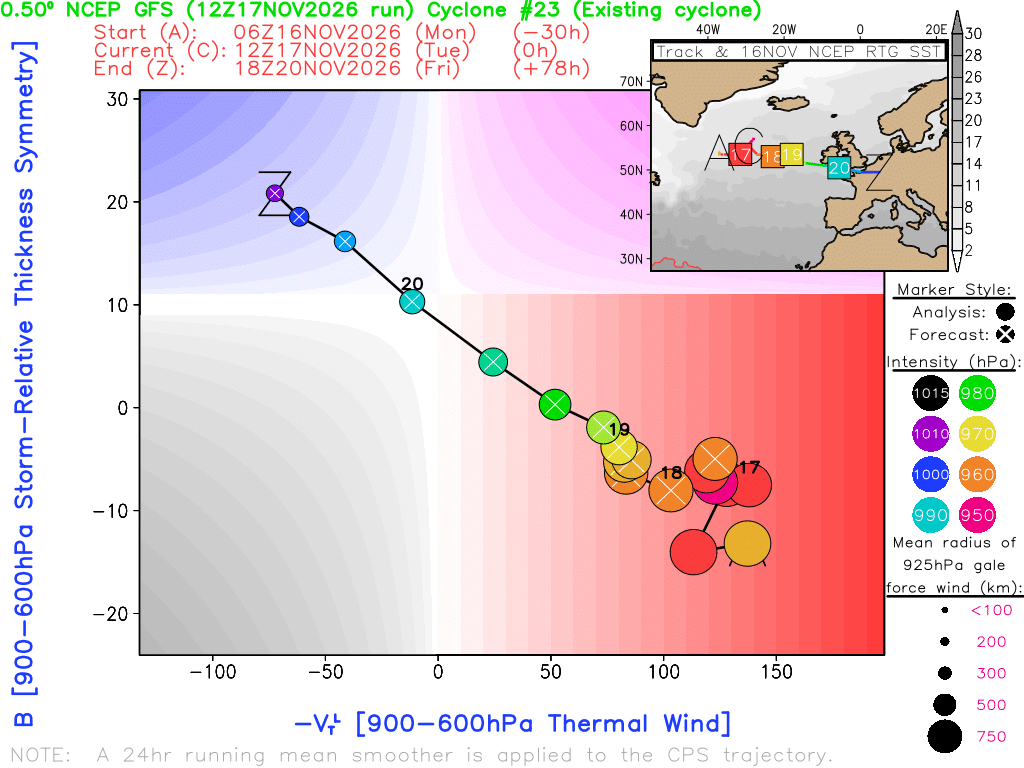 0.50° NCEP GFS (12Z17NOV2026 run) Cyclone #23 (Existing cyclone)
Start (A): 06Z16NOV2026 (Mon) (−30h)
Current (C): 12Z17NOV2026 (Tue) (0h)
End (Z): 18Z20NOV2026 (Fri) (+78h)
40W 20W 0 20E
Track & 16NOV NCEP RTG SST
70N
60N
50N
40N
30N
A C 17 18 19 20 Z
30
28
26
23
20
17
14
11
8
5
2
B [900−600hPa Storm−Relative Thickness Symmetry]
30
20
10
0
−10
−20
Z
20
19
18
17
−100 −50 0 50 100 150
−V_T^L [900−600hPa Thermal Wind]
Marker Style:
Analysis:
Forecast:
Intensity (hPa):
1015 980
1010 970
1000 960
990 950
Mean radius of
925hPa gale
force wind (km):
<100
200
300
500
750
NOTE: A 24hr running mean smoother is applied to the CPS trajectory.